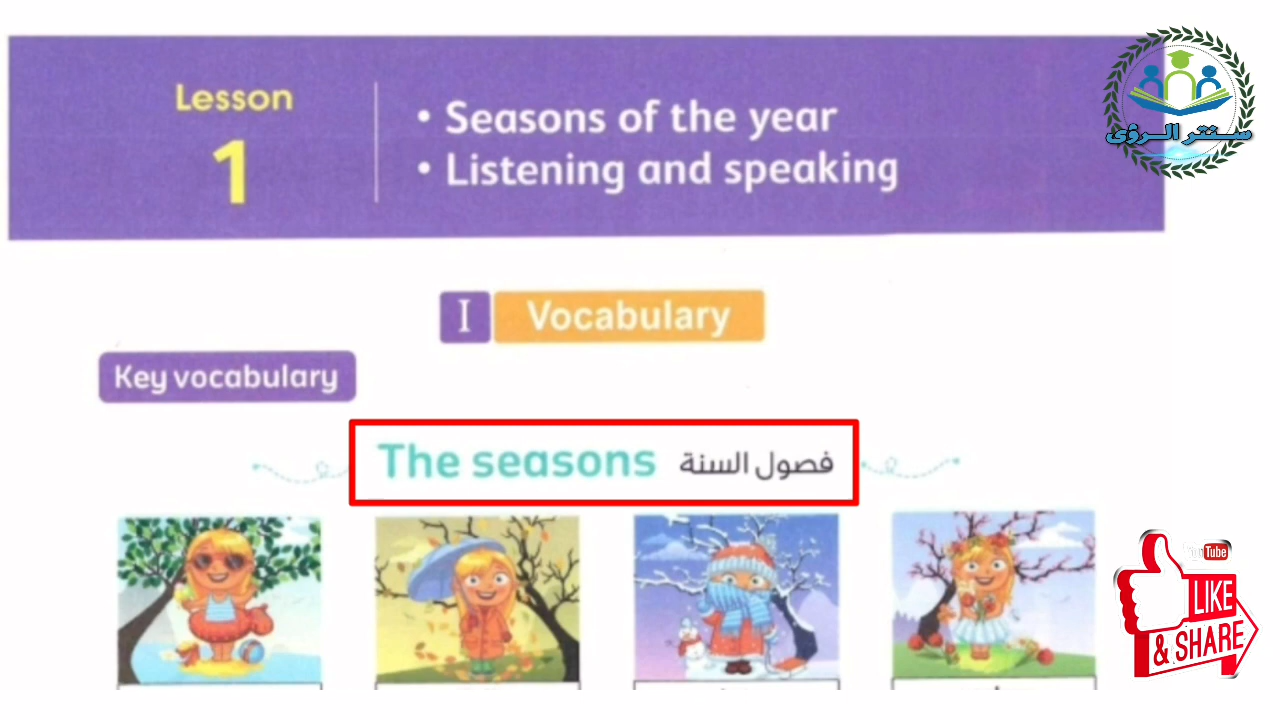 Lesson
1
• Seasons of the year
• Listening and speaking
سنتر الرؤى
I Vocabulary
Key vocabulary
The seasons فصول السنة
YouTube
LIKE
& SHARE